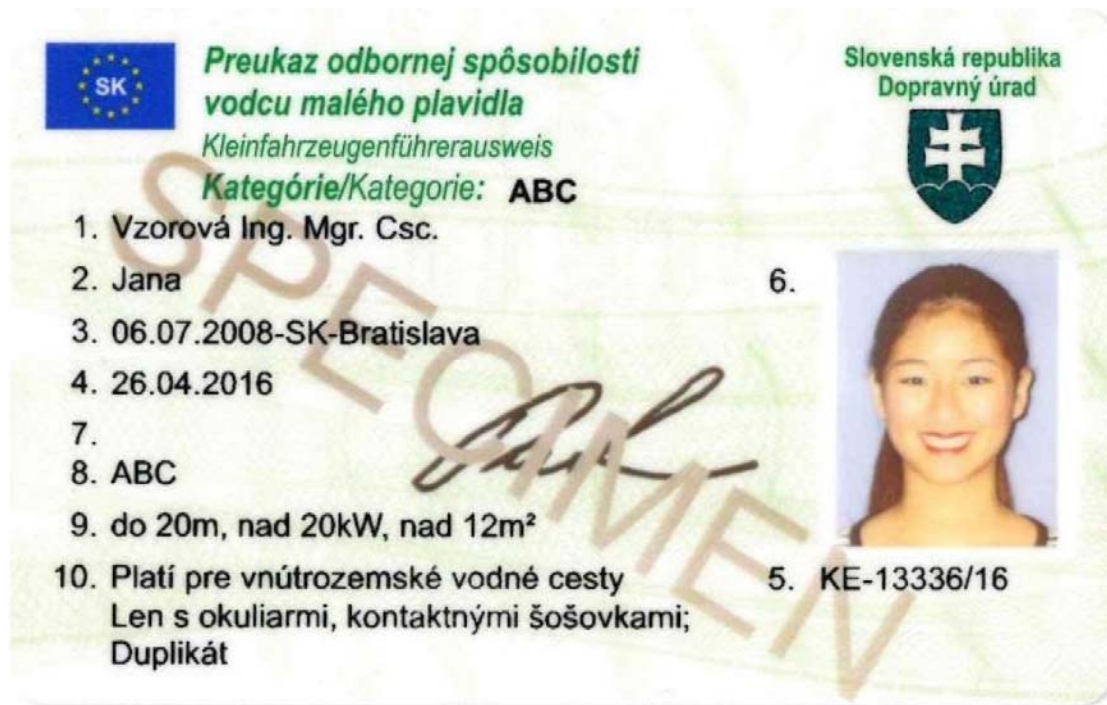 SK
Preukaz odbornej spôsobilosti
vodcu malého plavidla
Kleinfahrzeugenführerausweis
Kategórie/Kategorie: ABC
Slovenská republika
Dopravný úrad
1. Vzorová Ing. Mgr. Csc.
2. Jana
3. 06.07.2008-SK-Bratislava
4. 26.04.2016
7.
8. ABC
9. do 20m, nad 20kW, nad 12m²
10. Platí pre vnútrozemské vodné cesty
Len s okuliarmi, kontaktnými šošovkami;
Duplikát
6.
5. KE-13336/16
SPECIMEN